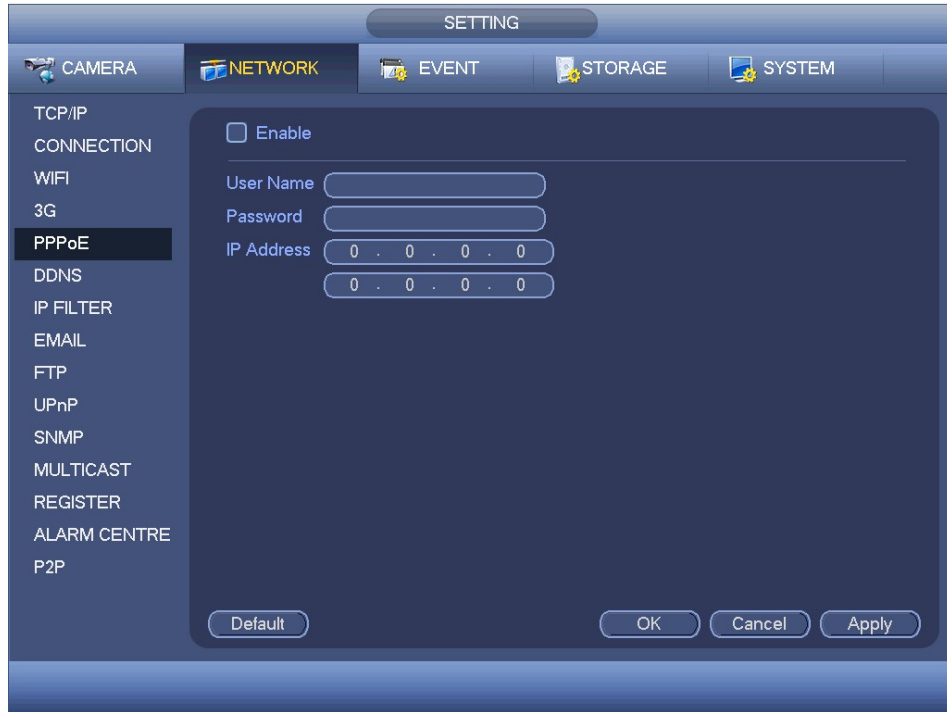 SETTING
CAMERA NETWORK EVENT STORAGE SYSTEM
TCP/IP
CONNECTION
WIFI
3G
PPPoE
DDNS
IP FILTER
EMAIL
FTP
UPnP
SNMP
MULTICAST
REGISTER
ALARM CENTRE
P2P
Enable
User Name
Password
IP Address 0 . 0 . 0 . 0
0 . 0 . 0 . 0
Default OK Cancel Apply